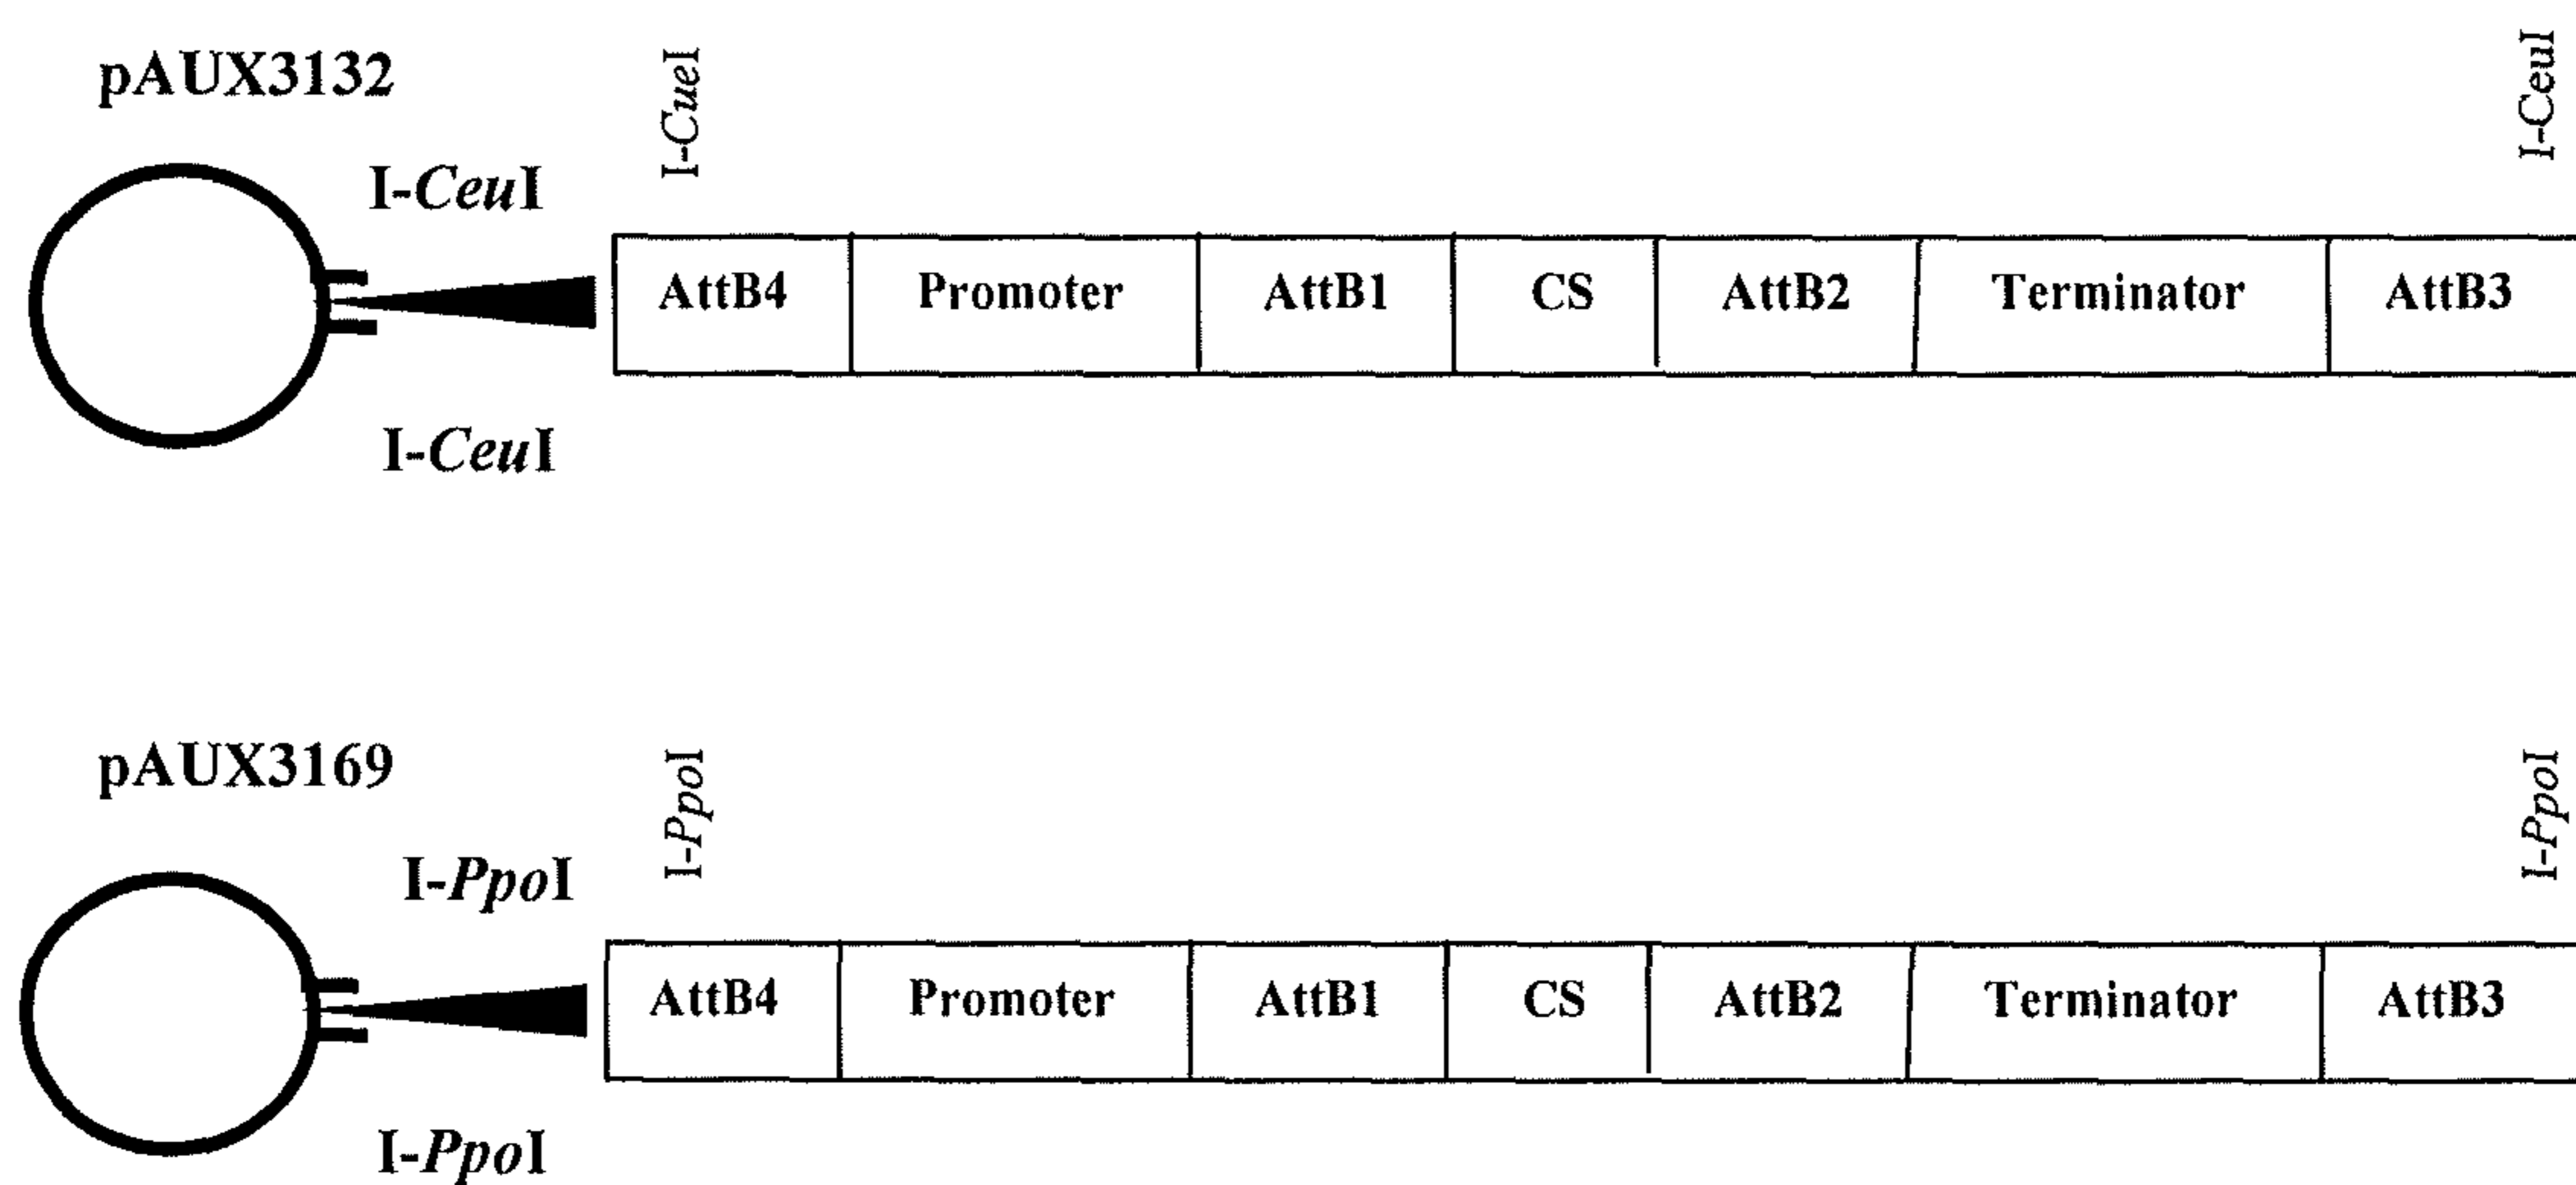 pAUX3132
I-CueI
I-CeuI
I-CeuI
AttB4 Promoter AttB1 CS AttB2 Terminator AttB3
I-CeuI
pAUX3169
I-PpoI
I-PpoI
I-PpoI
AttB4 Promoter AttB1 CS AttB2 Terminator AttB3
I-PpoI